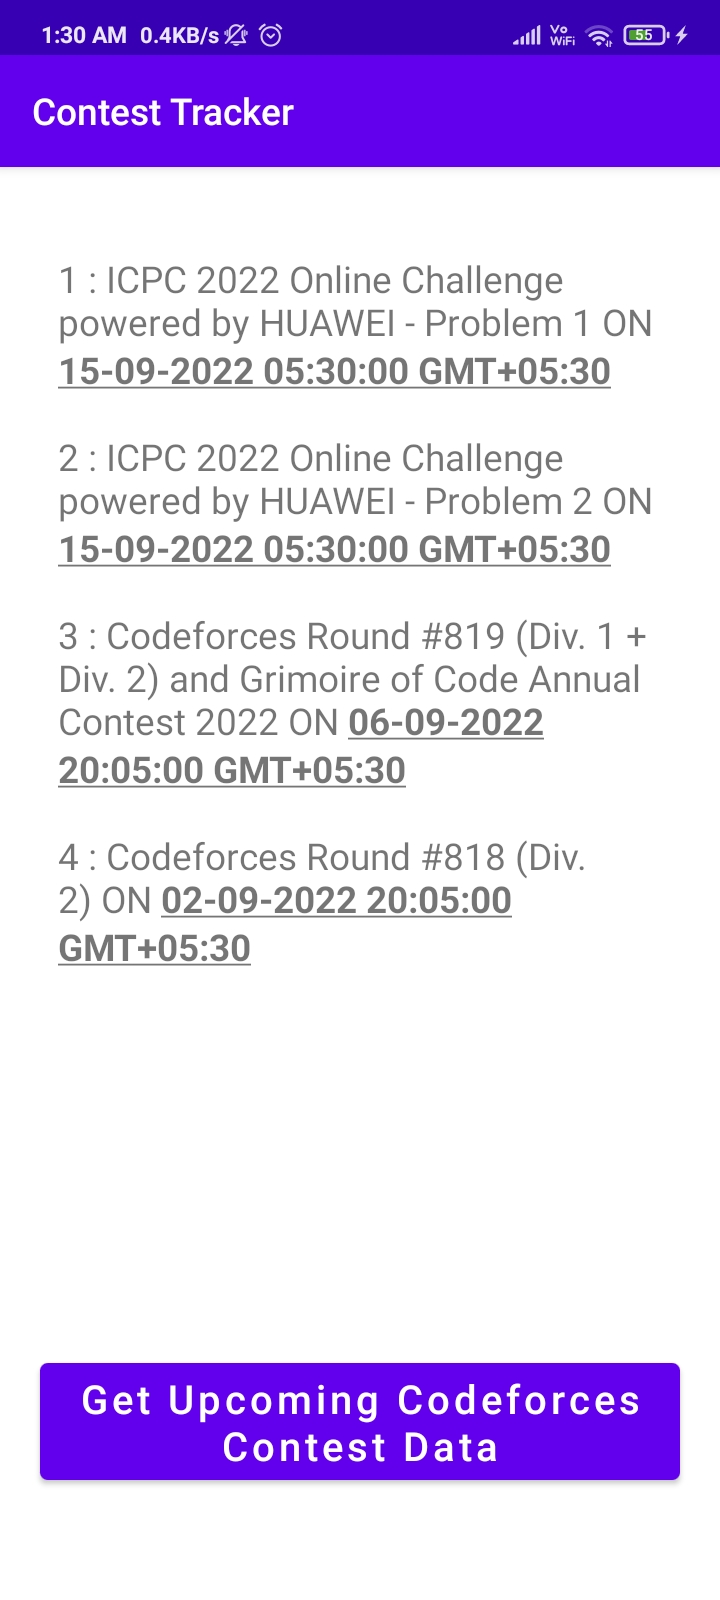 1:30 AM 0.4KB/s Vo WiFi 55
Contest Tracker
1 : ICPC 2022 Online Challenge
powered by HUAWEI - Problem 1 ON
15-09-2022 05:30:00 GMT+05:30
2 : ICPC 2022 Online Challenge
powered by HUAWEI - Problem 2 ON
15-09-2022 05:30:00 GMT+05:30
3 : Codeforces Round #819 (Div. 1 +
Div. 2) and Grimoire of Code Annual
Contest 2022 ON 06-09-2022
20:05:00 GMT+05:30
4 : Codeforces Round #818 (Div.
2) ON 02-09-2022 20:05:00
GMT+05:30
Get Upcoming Codeforces
Contest Data